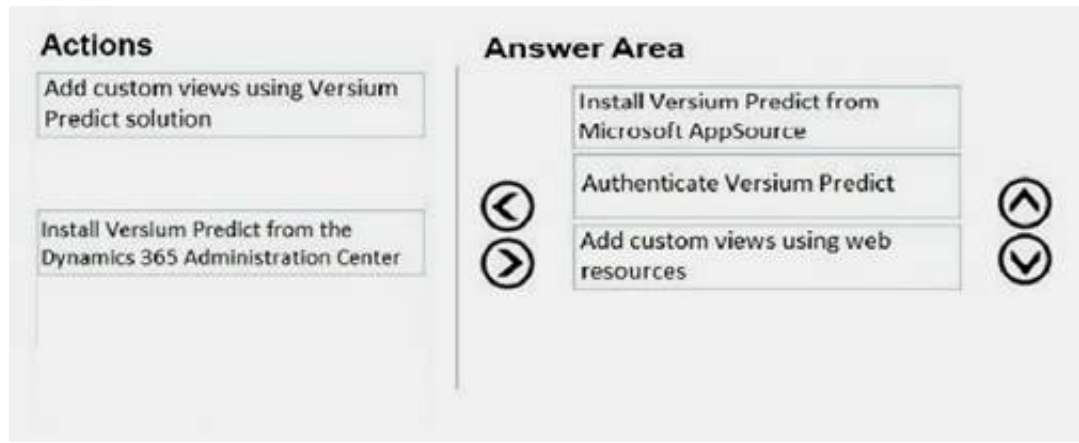 Actions
Add custom views using Versium
Predict solution
Install Versium Predict from the
Dynamics 365 Administration Center
Answer Area
Install Versium Predict from
Microsoft AppSource
Authenticate Versium Predict
Add custom views using web
resources